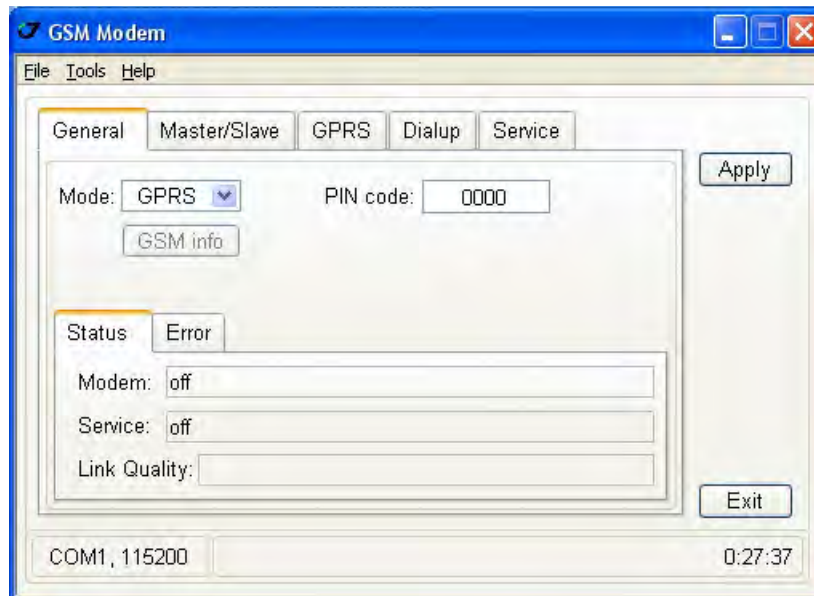 GSM Modem
File Tools Help
General Master/Slave GPRS Dialup Service
Apply
Mode: GPRS PIN code: 0000
GSM info
Status Error
Modem: off
Service: off
Link Quality:
Exit
COM1, 115200 0:27:37